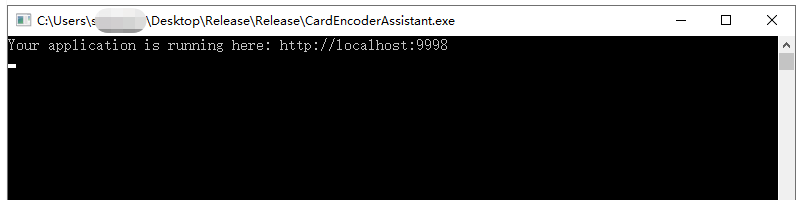 C:\Users\s \Desktop\Release\Release\CardEncoderAssistant.exe
Your application is running here: http://localhost:9998